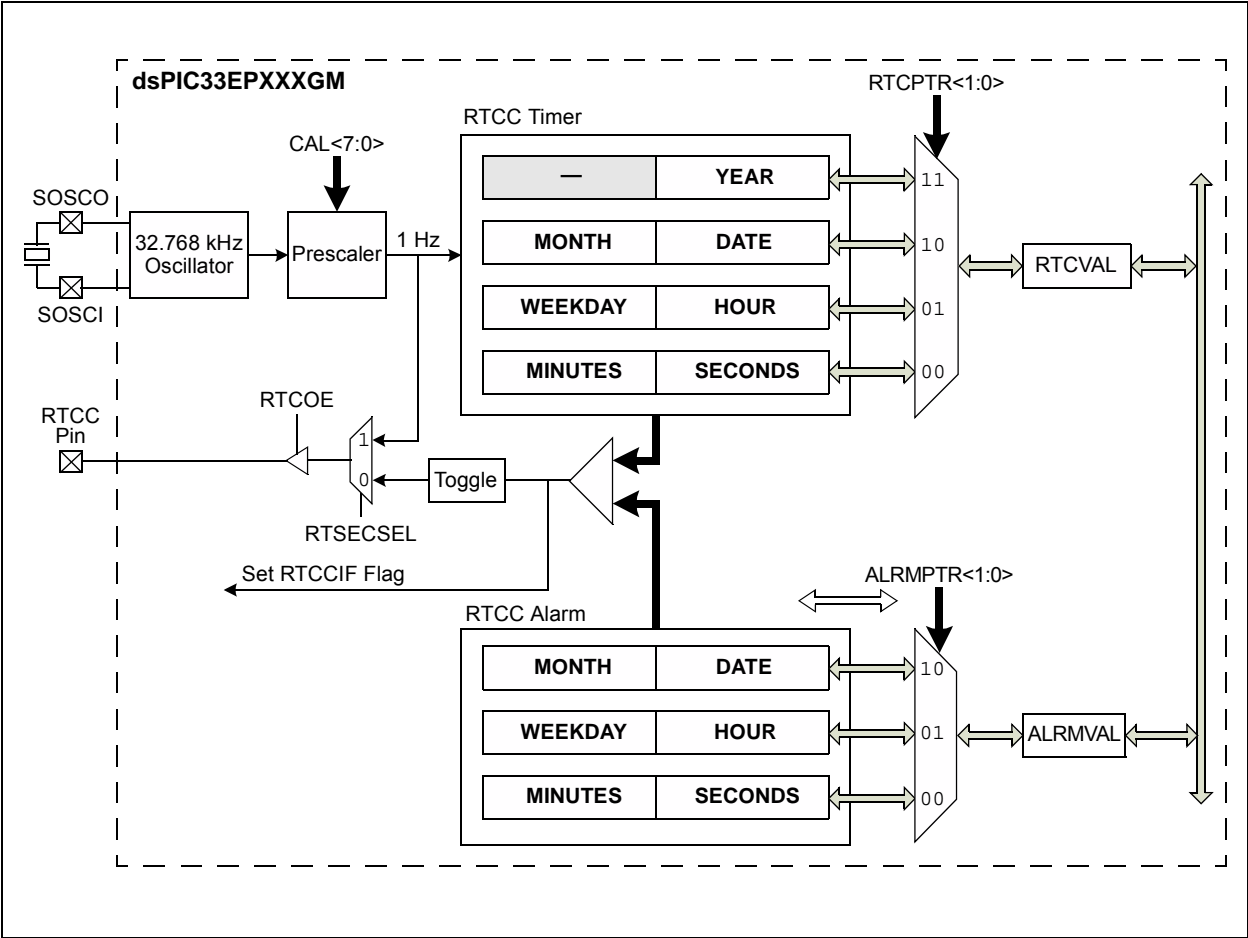 dsPIC33EPXXXGM
RTCPTR<1:0>
RTCC Timer
CAL<7:0>
— YEAR
11
SOSCO
32.768 kHz
Oscillator
Prescaler
1 Hz
MONTH DATE
10
RTCVAL
SOSCI
WEEKDAY HOUR
01
MINUTES SECONDS
00
RTCOE
RTCC
Pin
1
0
Toggle
RTSECSEL
Set RTCCIF Flag
ALRMPTR<1:0>
RTCC Alarm
MONTH DATE
10
WEEKDAY HOUR
01
ALRMVAL
MINUTES SECONDS
00